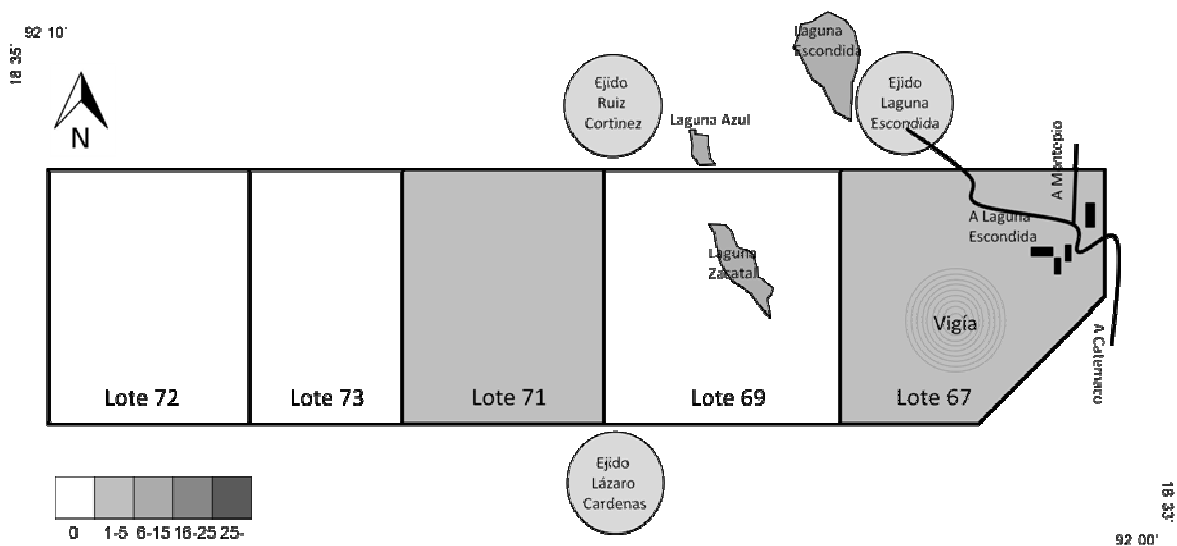 92 10'
18 35'
N
Laguna
Escondida
Ejido
Ruiz
Cortinez
Ejido
Laguna
Escondida
Laguna Azul
A Montepio
A Laguna
Escondida
Laguna
Zacatal
Vigía
A Catemaco
Lote 72
Lote 73
Lote 71
Lote 69
Lote 67
Ejido
Lázaro
Cardenas
0 1-5 6-15 16-25 25-
18 33'
92 00'